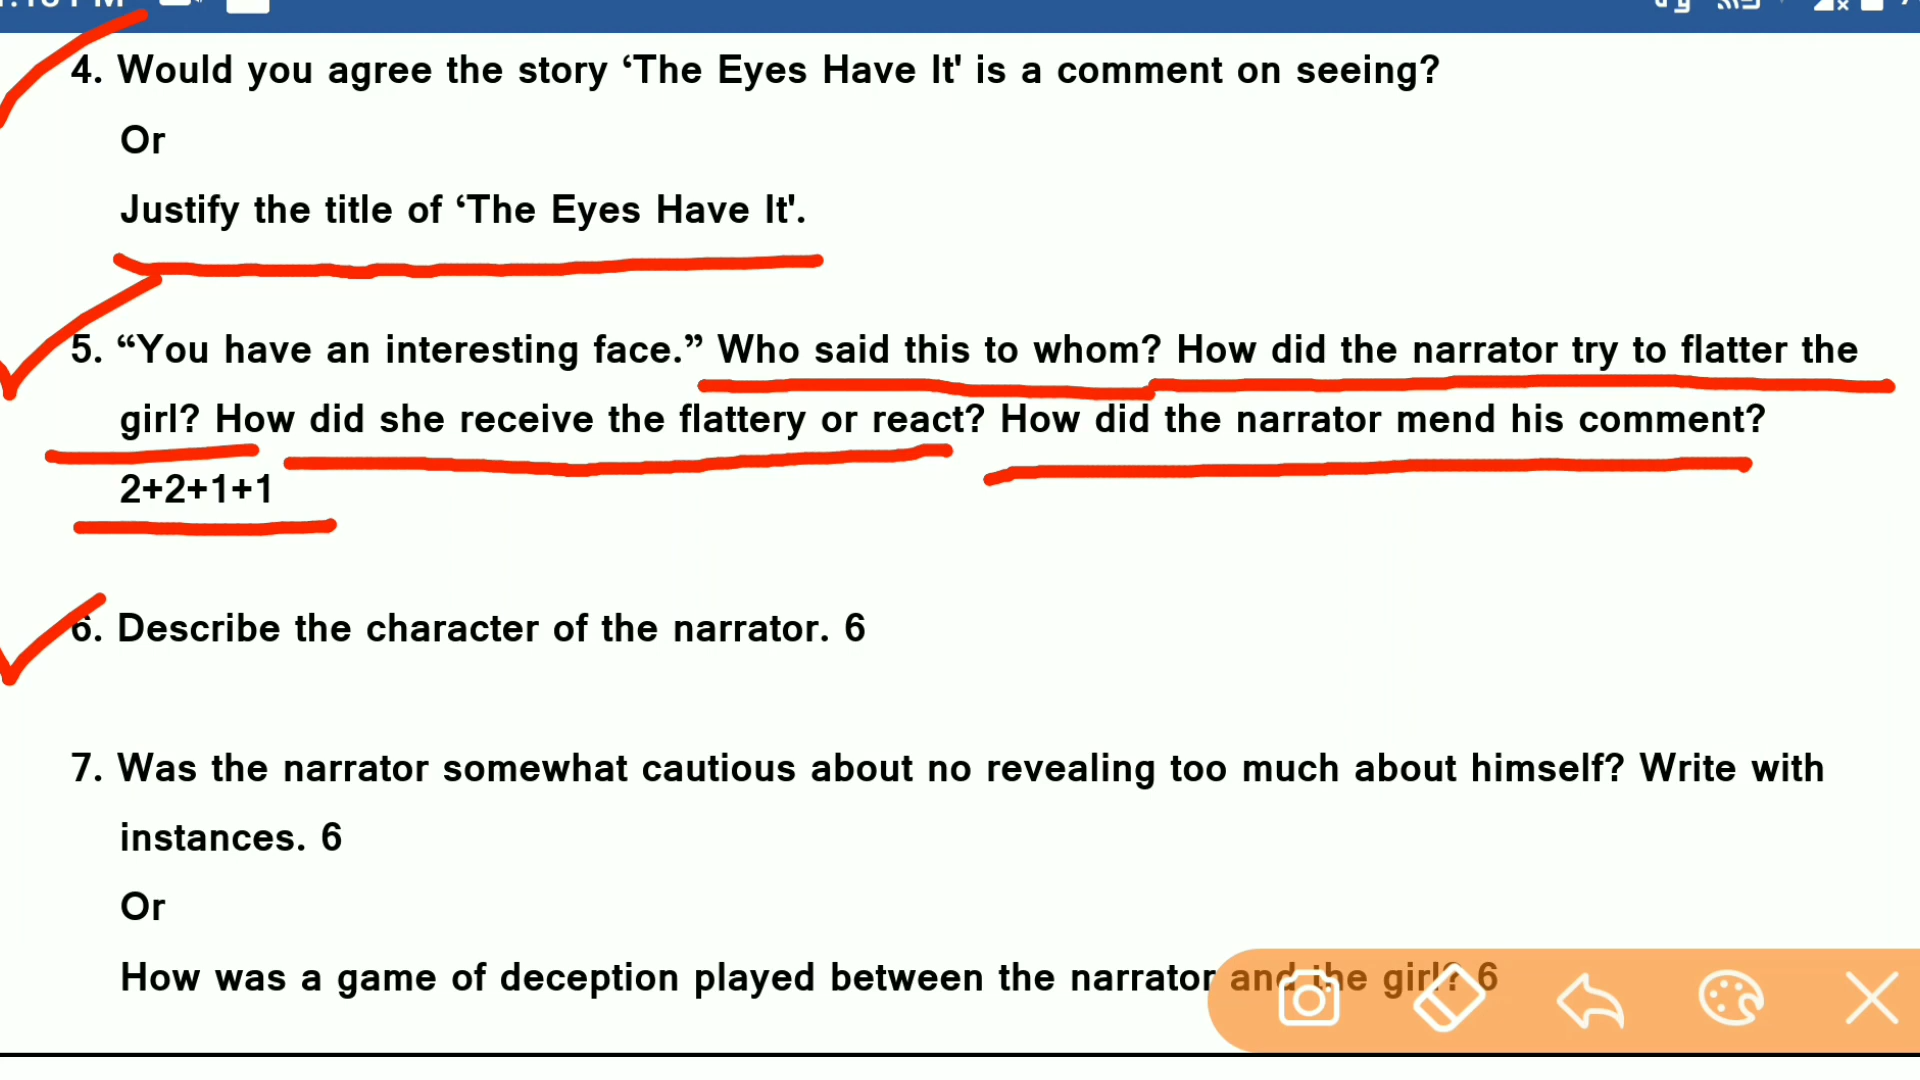 4. Would you agree the story ‘The Eyes Have It' is a comment on seeing?
Or
Justify the title of ‘The Eyes Have It'.
5. “You have an interesting face.” Who said this to whom? How did the narrator try to flatter the
girl? How did she receive the flattery or react? How did the narrator mend his comment?
2+2+1+1
6. Describe the character of the narrator. 6
7. Was the narrator somewhat cautious about no revealing too much about himself? Write with
instances. 6
Or
How was a game of deception played between the narrator and the girl? 6